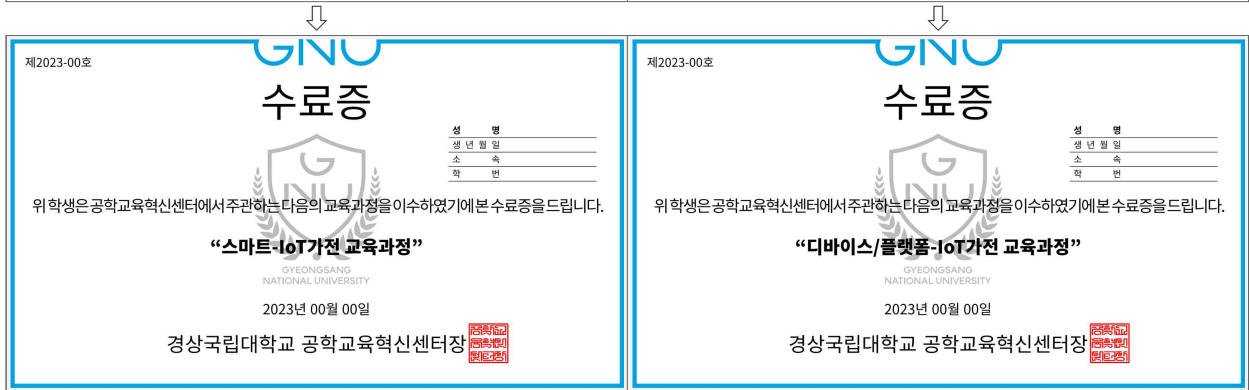 GNU
제2023-00호
수료증
성 명
생 년 월 일
소 속
학 번
GNU
위 학생은 공학교육혁신센터에서 주관하는 다음의 교육과정을 이수하였기에 본 수료증을 드립니다.
“스마트-IoT가전 교육과정”
GYEONGSANG
NATIONAL UNIVERSITY
2023년 00월 00일
경상국립대학교 공학교육혁신센터장
GNU
제2023-00호
수료증
성 명
생 년 월 일
소 속
학 번
GNU
위 학생은 공학교육혁신센터에서 주관하는 다음의 교육과정을 이수하였기에 본 수료증을 드립니다.
“디바이스/플랫폼-IoT가전 교육과정”
GYEONGSANG
NATIONAL UNIVERSITY
2023년 00월 00일
경상국립대학교 공학교육혁신센터장